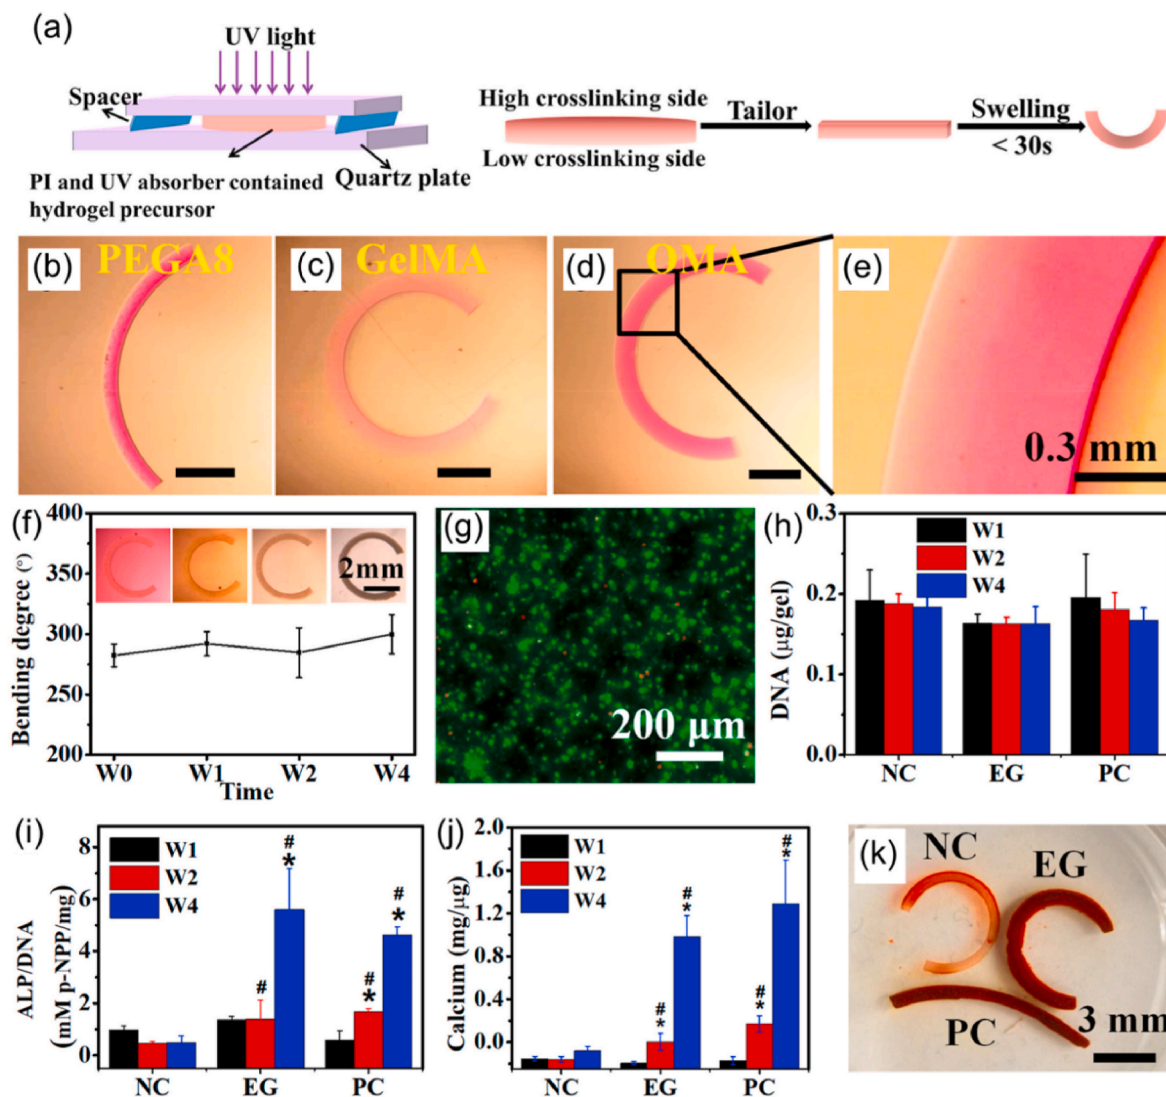 (a)
UV light
Spacer
PI and UV absorber contained
hydrogel precursor
Quartz plate
High crosslinking side
Low crosslinking side
Tailor
Swelling
< 30s
(b)
PEGA8
(c)
GelMA
(d)
OMA
(e)
0.3 mm
(f)
400
350
300
250
200
Bending degree (°)
2mm
W0
W1
W2
W4
Time
(g)
200 μm
(h)
0.3
0.2
0.1
0.0
DNA (μg/gel)
W1
W2
W4
NC
EG
PC
(i)
8
6
4
2
0
ALP/DNA
(mM p-NPP/mg)
W1
W2
W4
#
#
*
#
*
#
*
NC
EG
PC
(j)
2.0
1.6
1.2
0.8
0.4
0.0
Calcium (mg/μg)
W1
W2
W4
#
*
#
*
#
*
#
*
NC
EG
PC
(k)
NC
EG
PC
3 mm